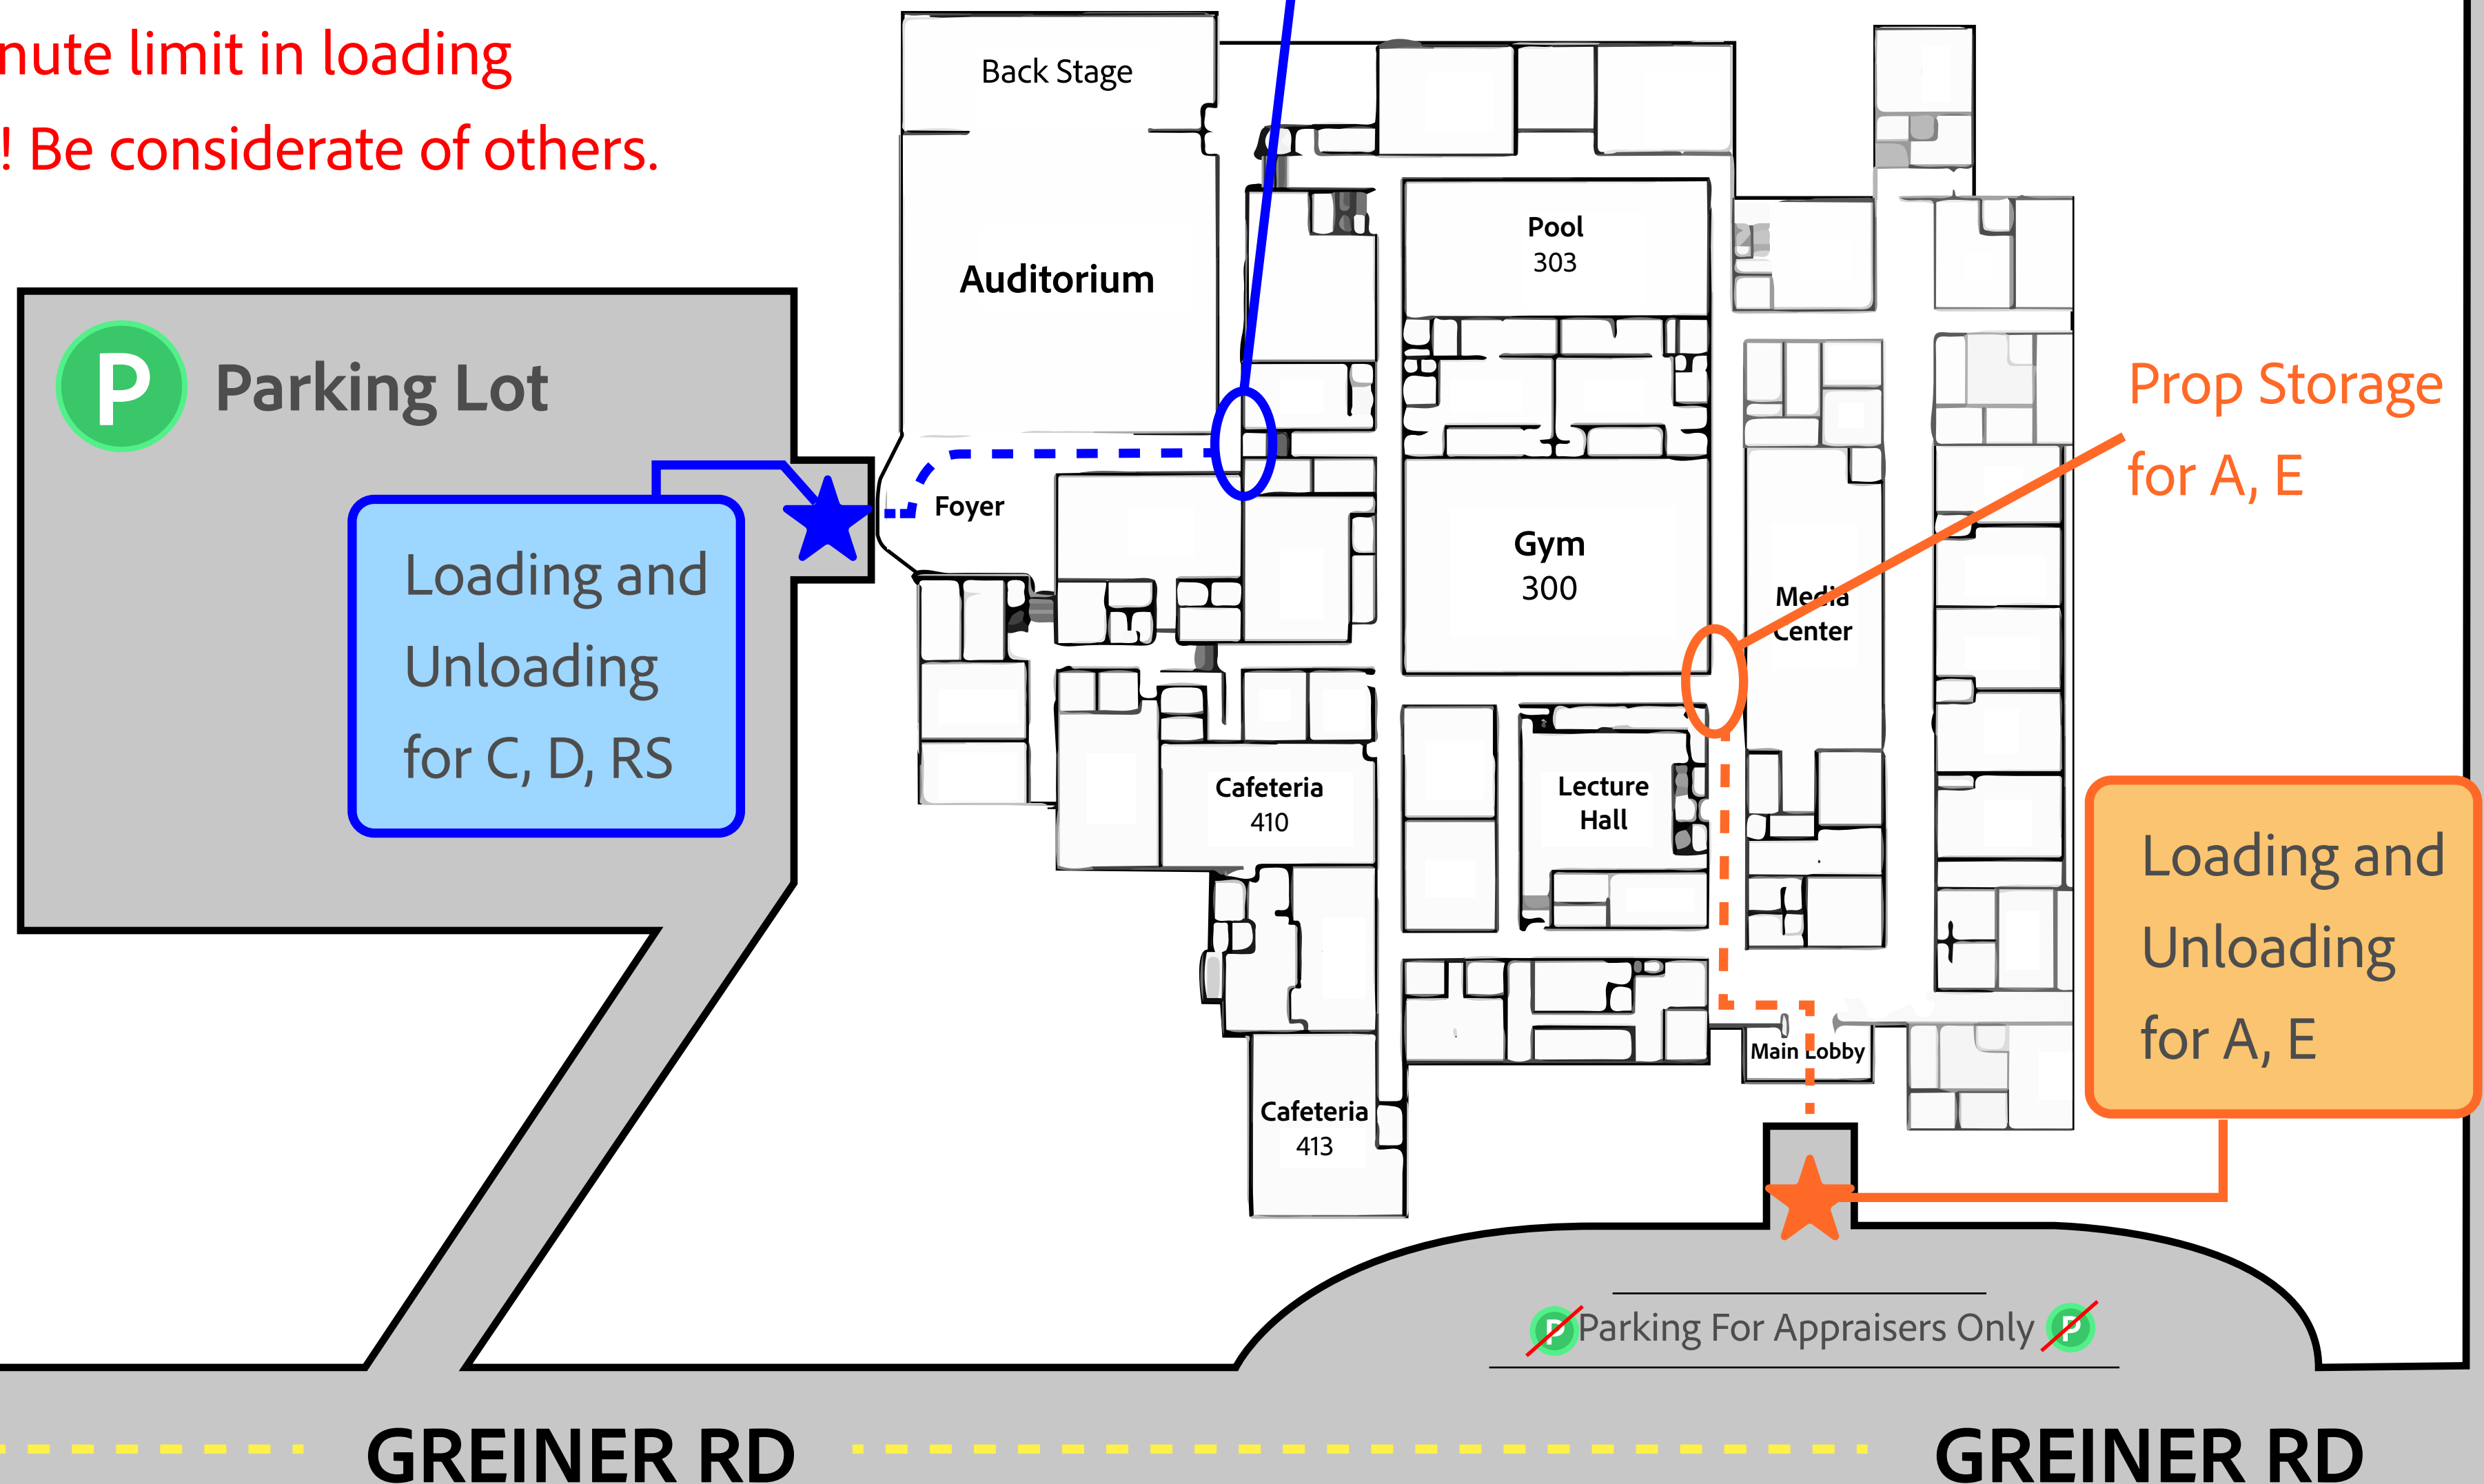 nute limit in loading
! Be considerate of others.
Back Stage
Auditorium
Pool
303
P
Parking Lot
Prop Storage
for A, E
Foyer
Loading and
Unloading
for C, D, RS
Gym
300
Media
Center
Cafeteria
410
Lecture
Hall
Loading and
Unloading
for A, E
Main Lobby
Cafeteria
413
P Parking For Appraisers Only P
GREINER RD
GREINER RD